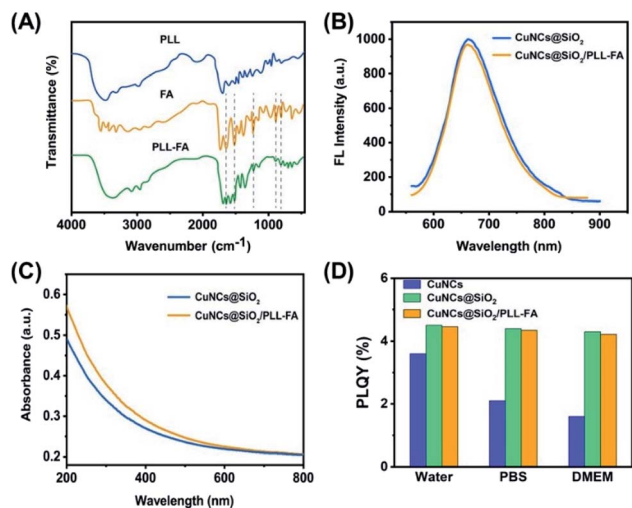 (A)
PLL
FA
PLL-FA
Transmittance (%)
4000
3000
2000
1000
Wavenumber (cm-1)
(B)
CuNCs@SiO2
CuNCs@SiO2/PLL-FA
FL Intensity (a.u.)
1000
800
600
400
200
0
600
700
800
900
Wavelength (nm)
(C)
CuNCs@SiO2
CuNCs@SiO2/PLL-FA
Absorbance (a.u.)
0.6
0.5
0.4
0.3
0.2
200
300
400
500
600
700
800
Wavelength (nm)
(D)
CuNCs
CuNCs@SiO2
CuNCs@SiO2/PLL-FA
PLQY (%)
6
4
2
0
Water
PBS
DMEM